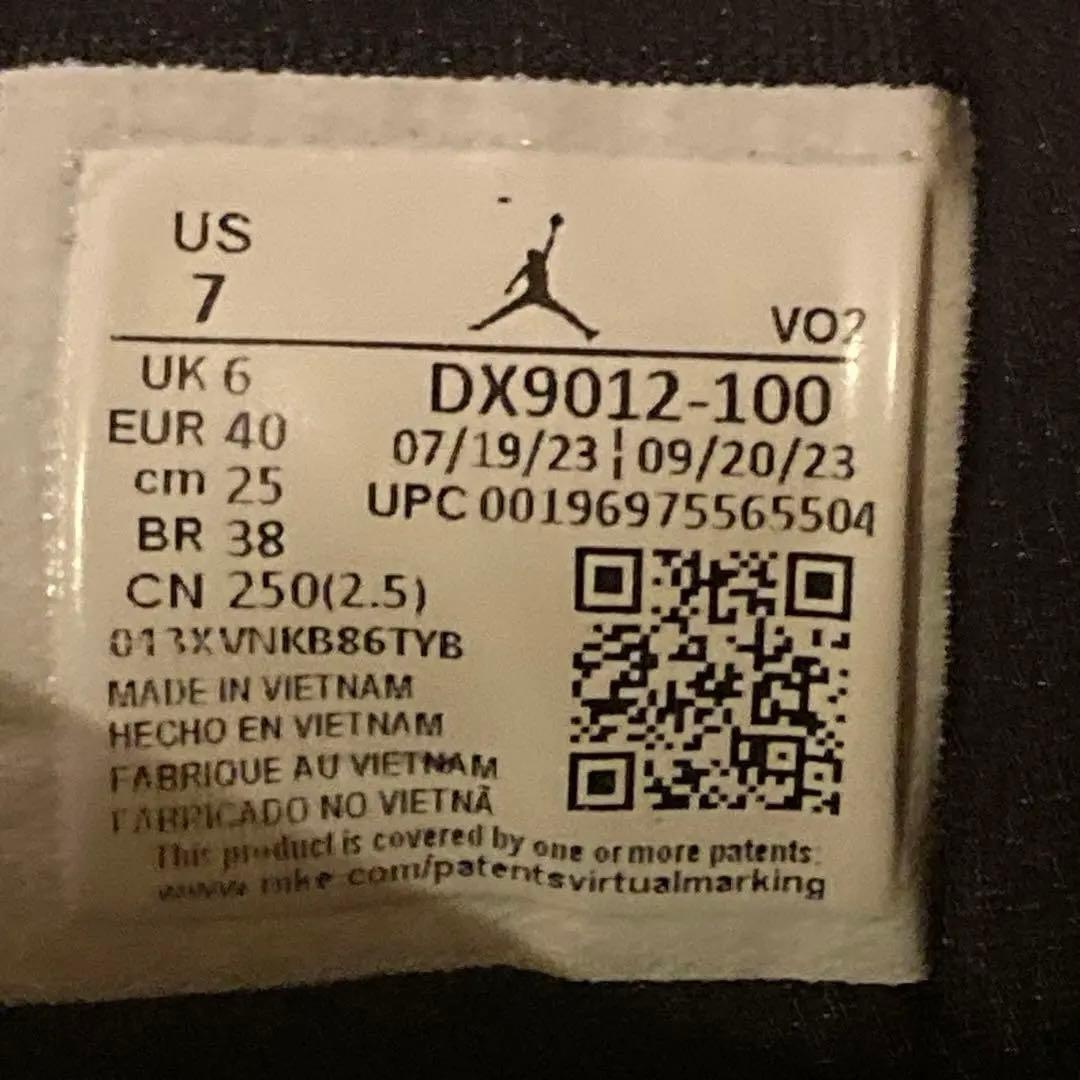 US
7
VO2
UK 6
EUR 40
cm 25
BR 38
CN 250(2.5)
DX9012-100
07/19/23 ¦ 09/20/23
UPC 00196975565504
013XVNKB86TYB
MADE IN VIETNAM
HECHO EN VIETNAM
FABRIQUE AU VIETNAM
FABRICADO NO VIETNÃ
This product is covered by one or more patents.
www.nike.com/patentsvirtualmarking